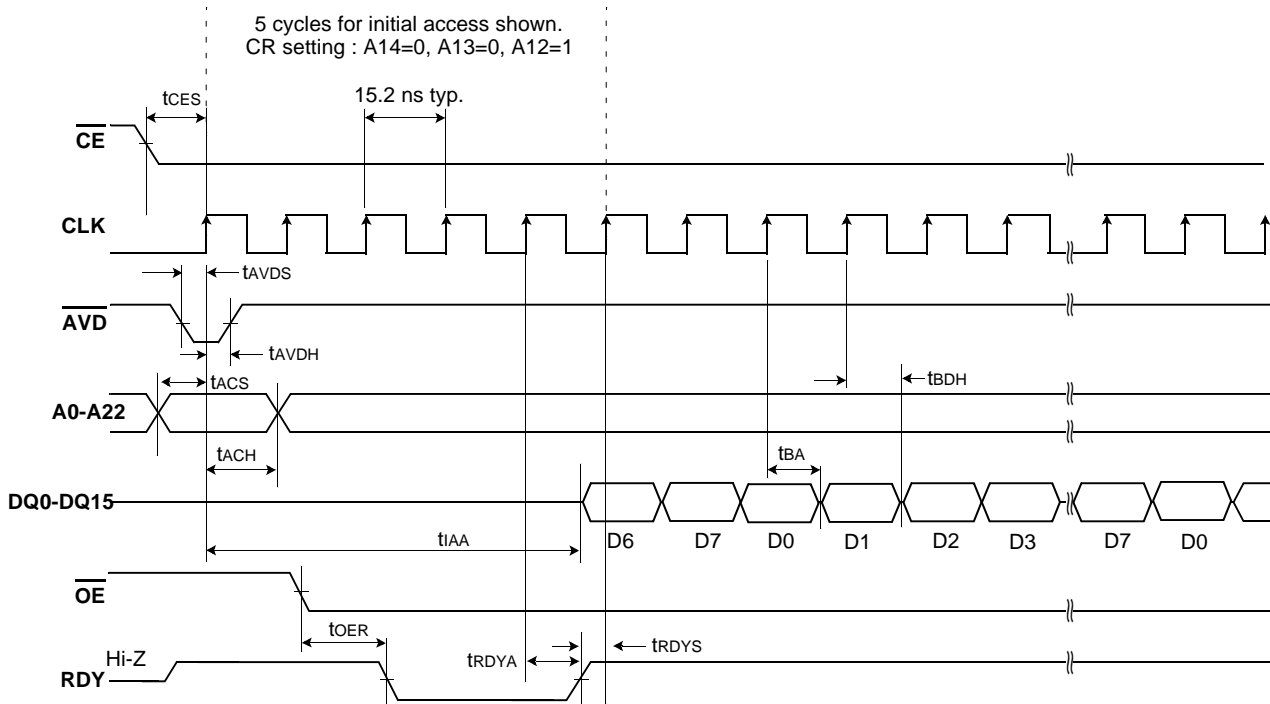 5 cycles for initial access shown.
CR setting : A14=0, A13=0, A12=1
tCES
15.2 ns typ.
CE
CLK
tAVDS
AVD
tAVDH
tACS
tBDH
A0-A22
tACH
tBA
DQ0-DQ15
tIAA
D6 D7 D0 D1 D2 D3 D7 D0
OE
tOER
tRDYA
tRDYS
Hi-Z
RDY